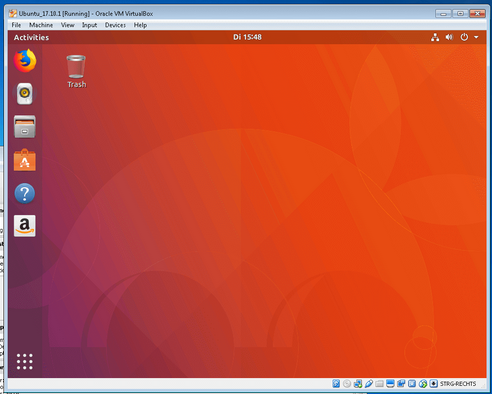 Ubuntu_17.10.1 [Running] - Oracle VM VirtualBox
File Machine View Input Devices Help
Activities Di 15:48
Trash
a
STRG-RECHTS